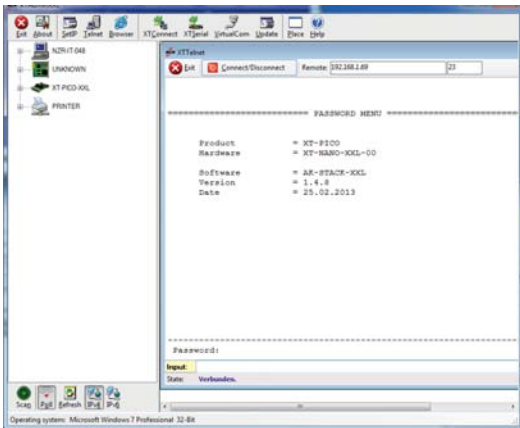 Exit About SetIP Telnet Browser XTConnect XTSerial VirtualCom Update Place Help
NZR-IT-048
UNKNOWN
XT-PICO-XXL
PRINTER
XTTelnet
Exit Connect/Disconnect Remote: 192.168.1.69 23
PASSWORD MENU
Product = XT-PICO
Hardware = XT-NANO-XXL-00
Software = AK-STACK-XXL
Version = 1.4.8
Date = 25.02.2013
Password:
Input:
State: Verbunden.
Scan Poll Refresh IPv4 IPv6
Operating system: Microsoft Windows 7 Professional 32-Bit